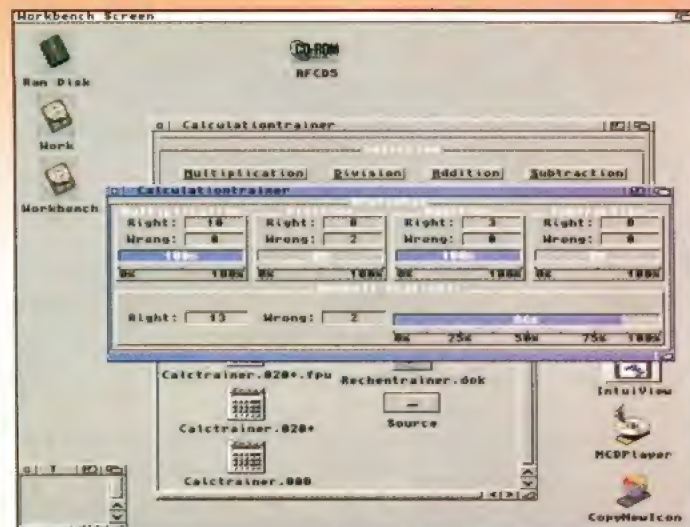 Workbench Screen
Ram Disk
CD-ROM
AFCD5
Work
Workbench
Calculationtrainer
Multiplication Division Addition Subtraction
Calculationtrainer
Right: 10 Right: 0 Right: 3 Right: 0
Wrong: 0 Wrong: 2 Wrong: 0 Wrong: 0
100% 100%
0% 100% 0% 100% 0% 100% 0% 100%
Right: 13 Wrong: 2
0% 25% 50% 75% 100%
Calctrainer.020+.fpu
Rechentrainer.dok
Calctrainer.020+
Source
Calctrainer.000
IntuiView
MCDPlayer
CopyNewIcon